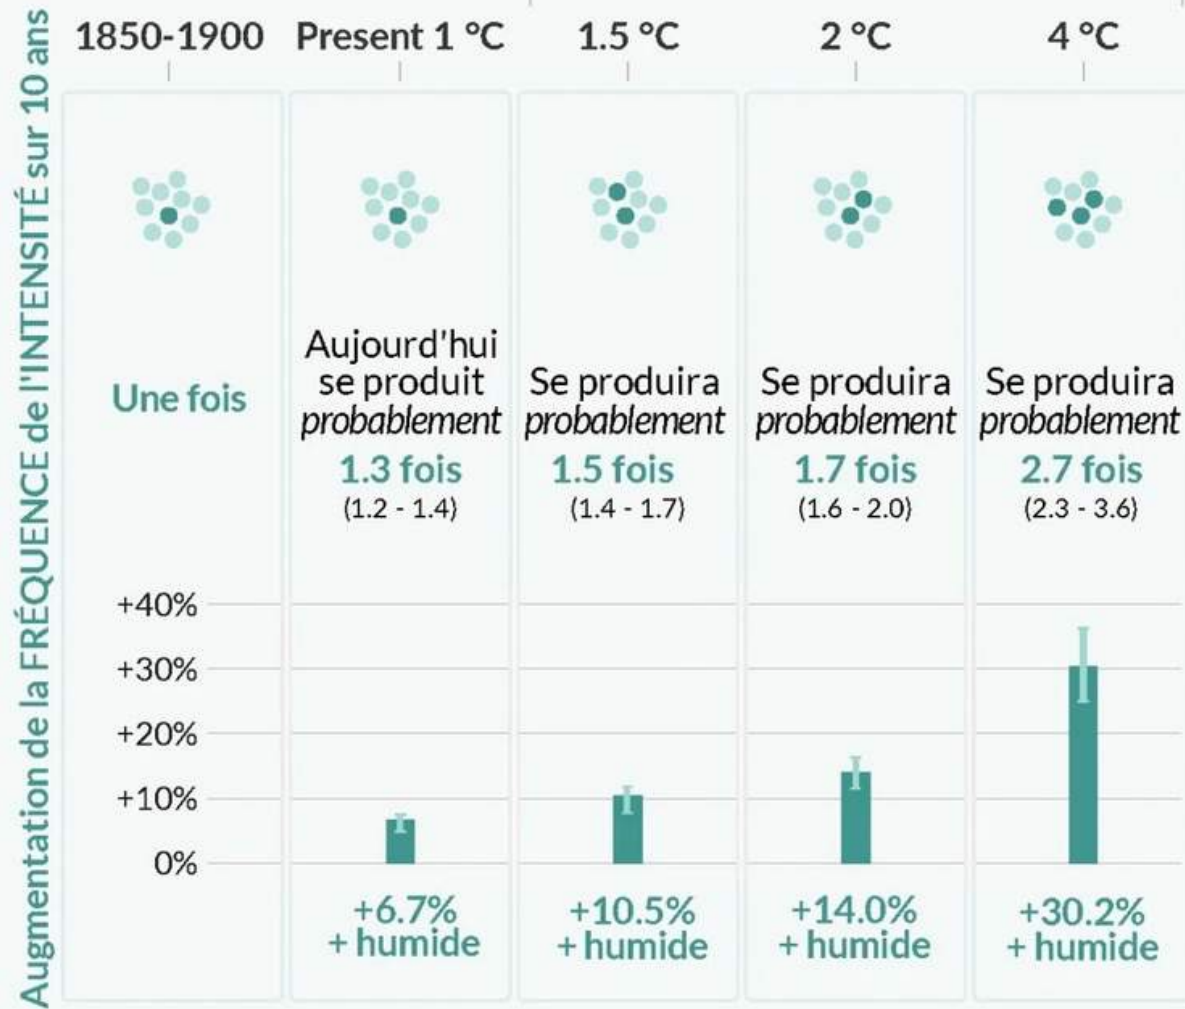 Augmentation de la FRÉQUENCE de l'INTENSITÉ sur 10 ans
1850-1900
Present 1 °C
1.5 °C
2 °C
4 °C
Une fois
Aujourd'hui
se produit
probablement
1.3 fois
(1.2 - 1.4)
Se produira
probablement
1.5 fois
(1.4 - 1.7)
Se produira
probablement
1.7 fois
(1.6 - 2.0)
Se produira
probablement
2.7 fois
(2.3 - 3.6)
+40%
+30%
+20%
+10%
0%
+6.7%
+ humide
+10.5%
+ humide
+14.0%
+ humide
+30.2%
+ humide